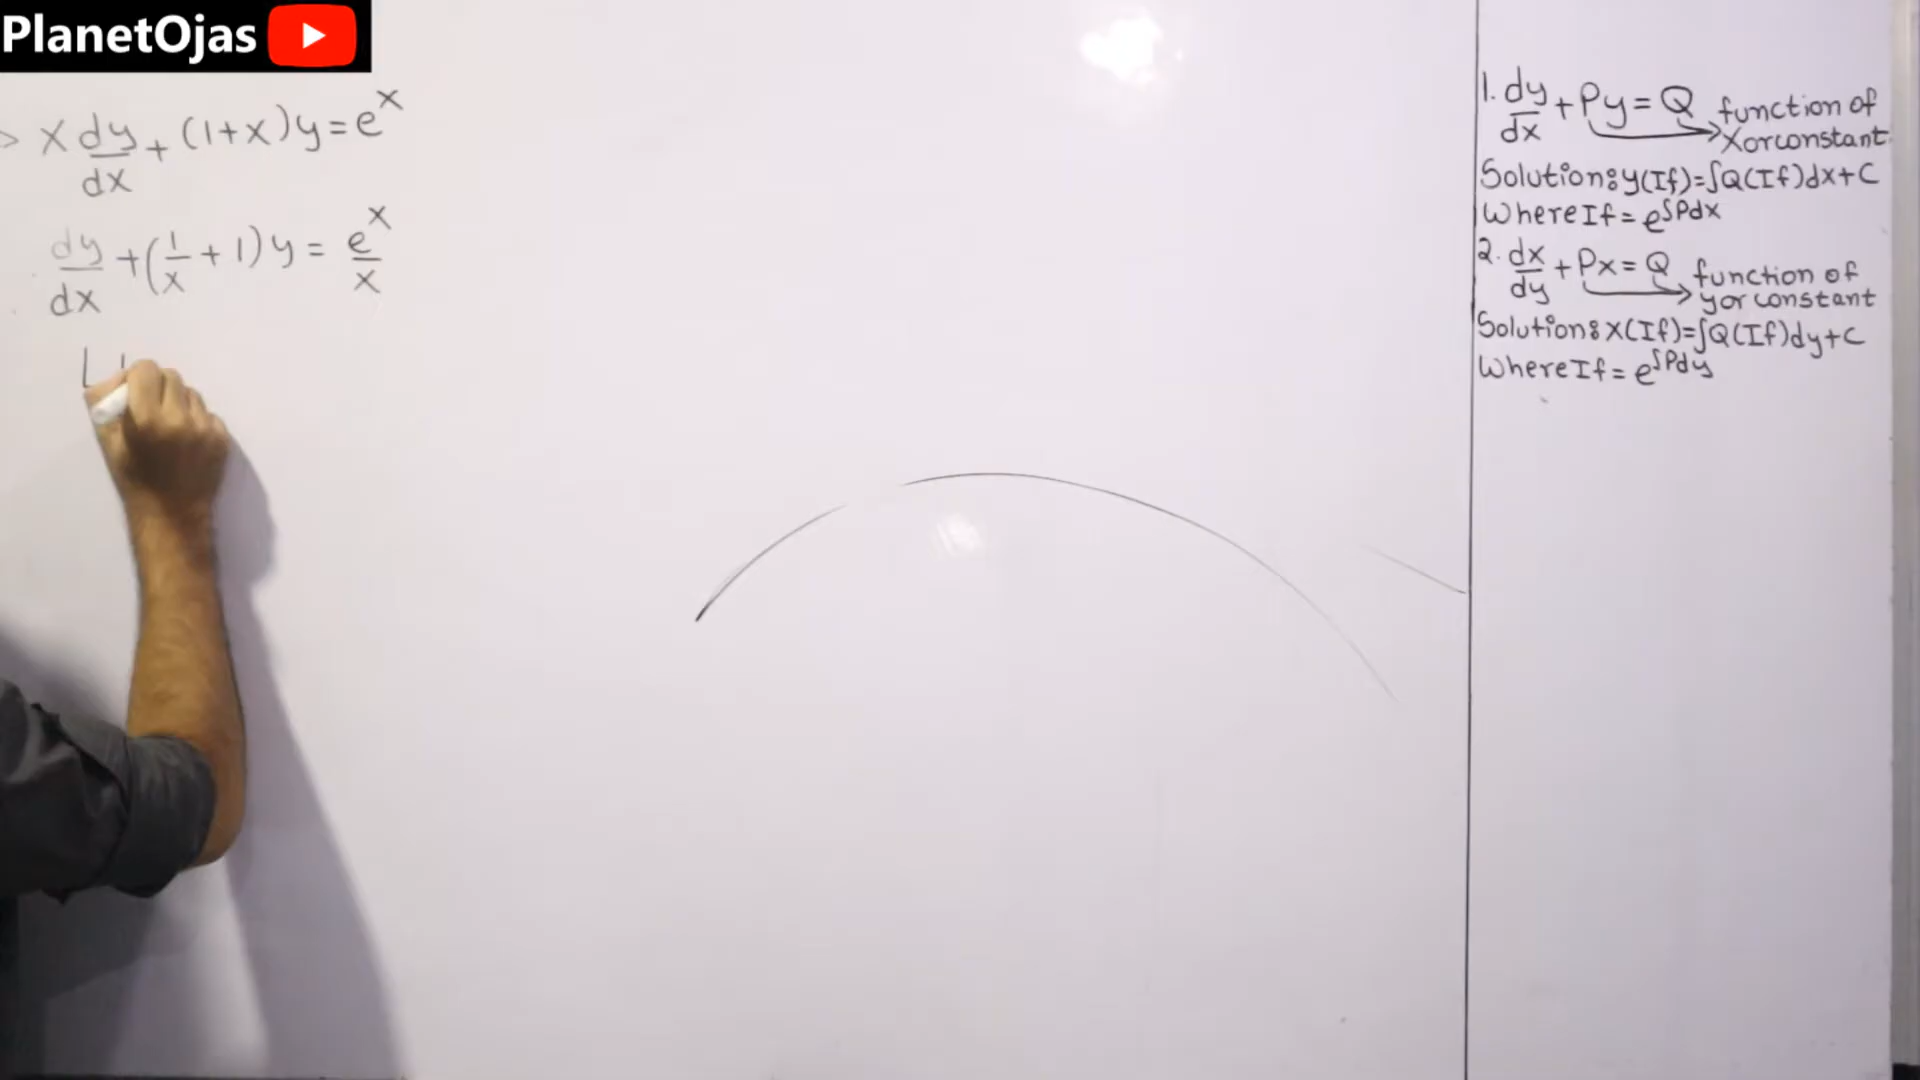 PlanetOjas
> x dy/dx + (1+x)y = e^x
dy/dx + (1/x + 1)y = e^x/x
1. dy/dx + Py = Q function of
x or constant
Solution: y(If)=∫Q(If)dx+C
Where If = e^∫Pdx
2. dx/dy + Px = Q function of
y or constant
Solution: x(If)=∫Q(If)dy+C
Where If = e^∫Pdy